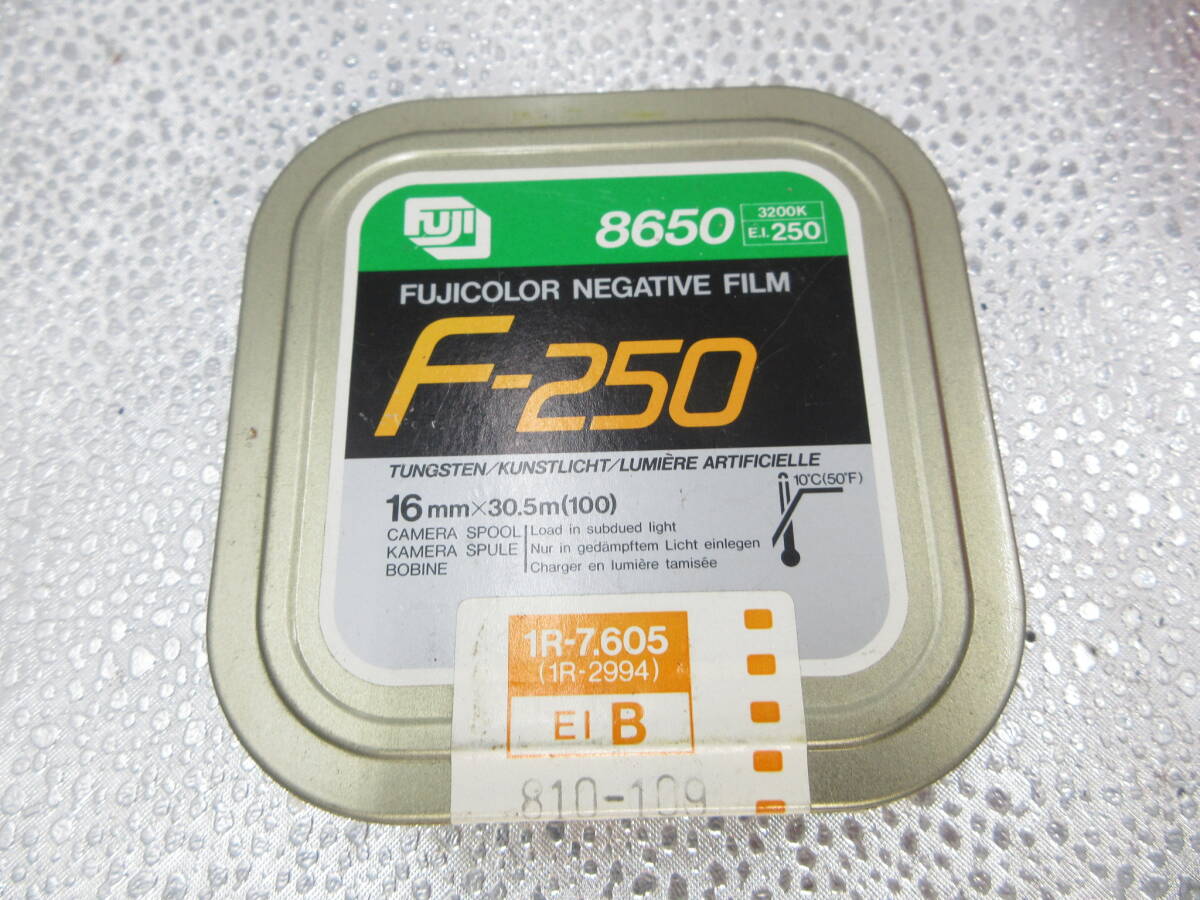 FUJI
8650
3200K
E.I. 250
FUJICOLOR NEGATIVE FILM
F-250
TUNGSTEN/KUNSTLICHT/LUMIÈRE ARTIFICIELLE
16mm×30.5m(100)
10°C(50°F)
CAMERA SPOOL Load in subdued light
KAMERA SPULE Nur in gedämpftem Licht einlegen
BOBINE Charger en lumière tamisée
1R-7.605
(1R-2994)
EI B
810-109